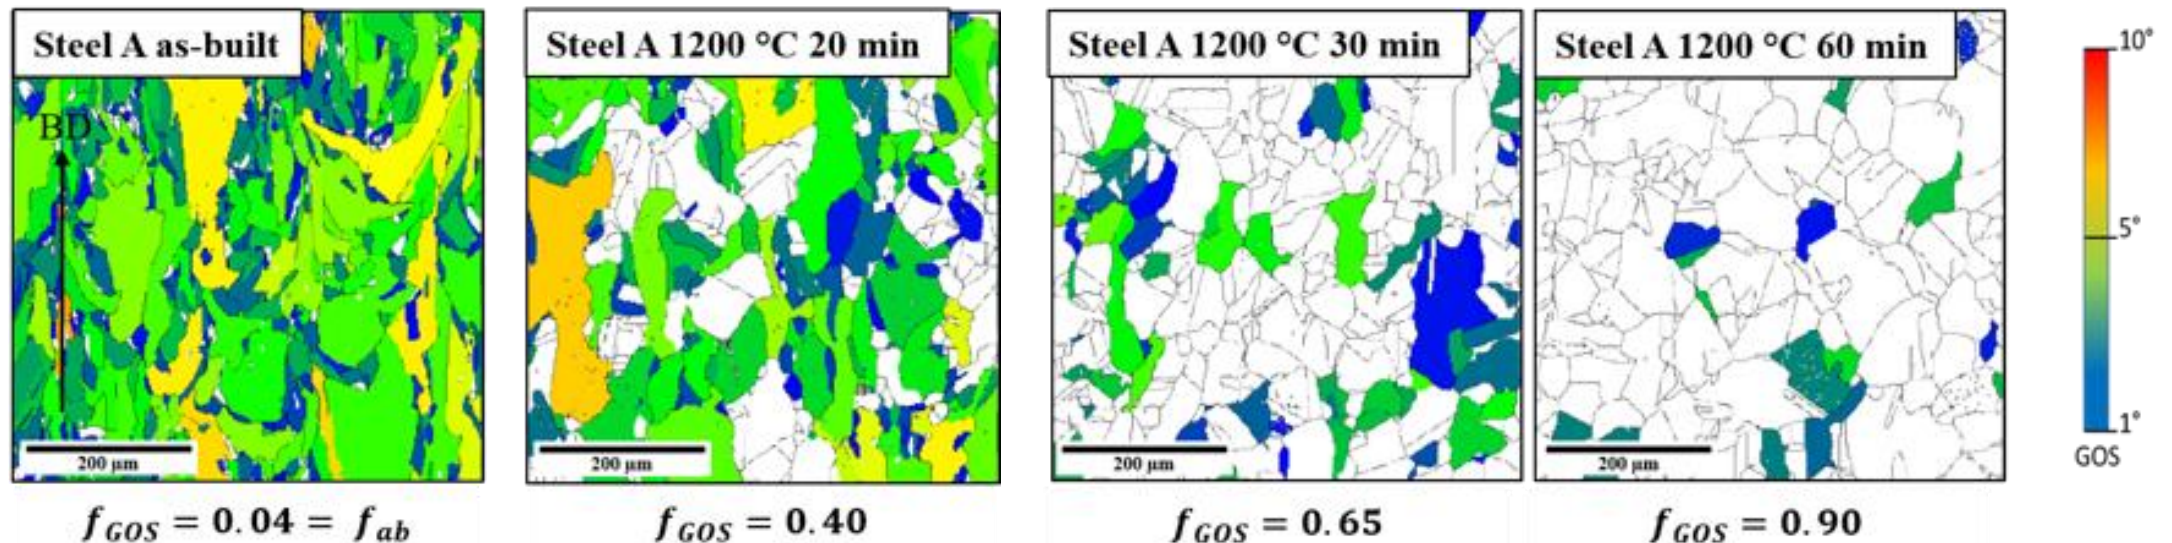 Steel A as-built
Steel A 1200 °C 20 min
Steel A 1200 °C 30 min
Steel A 1200 °C 60 min
10°
BD
5°
1°
200 µm
200 µm
200 µm
200 µm
GOS
f_GOS = 0.04 = f_ab
f_GOS = 0.40
f_GOS = 0.65
f_GOS = 0.90